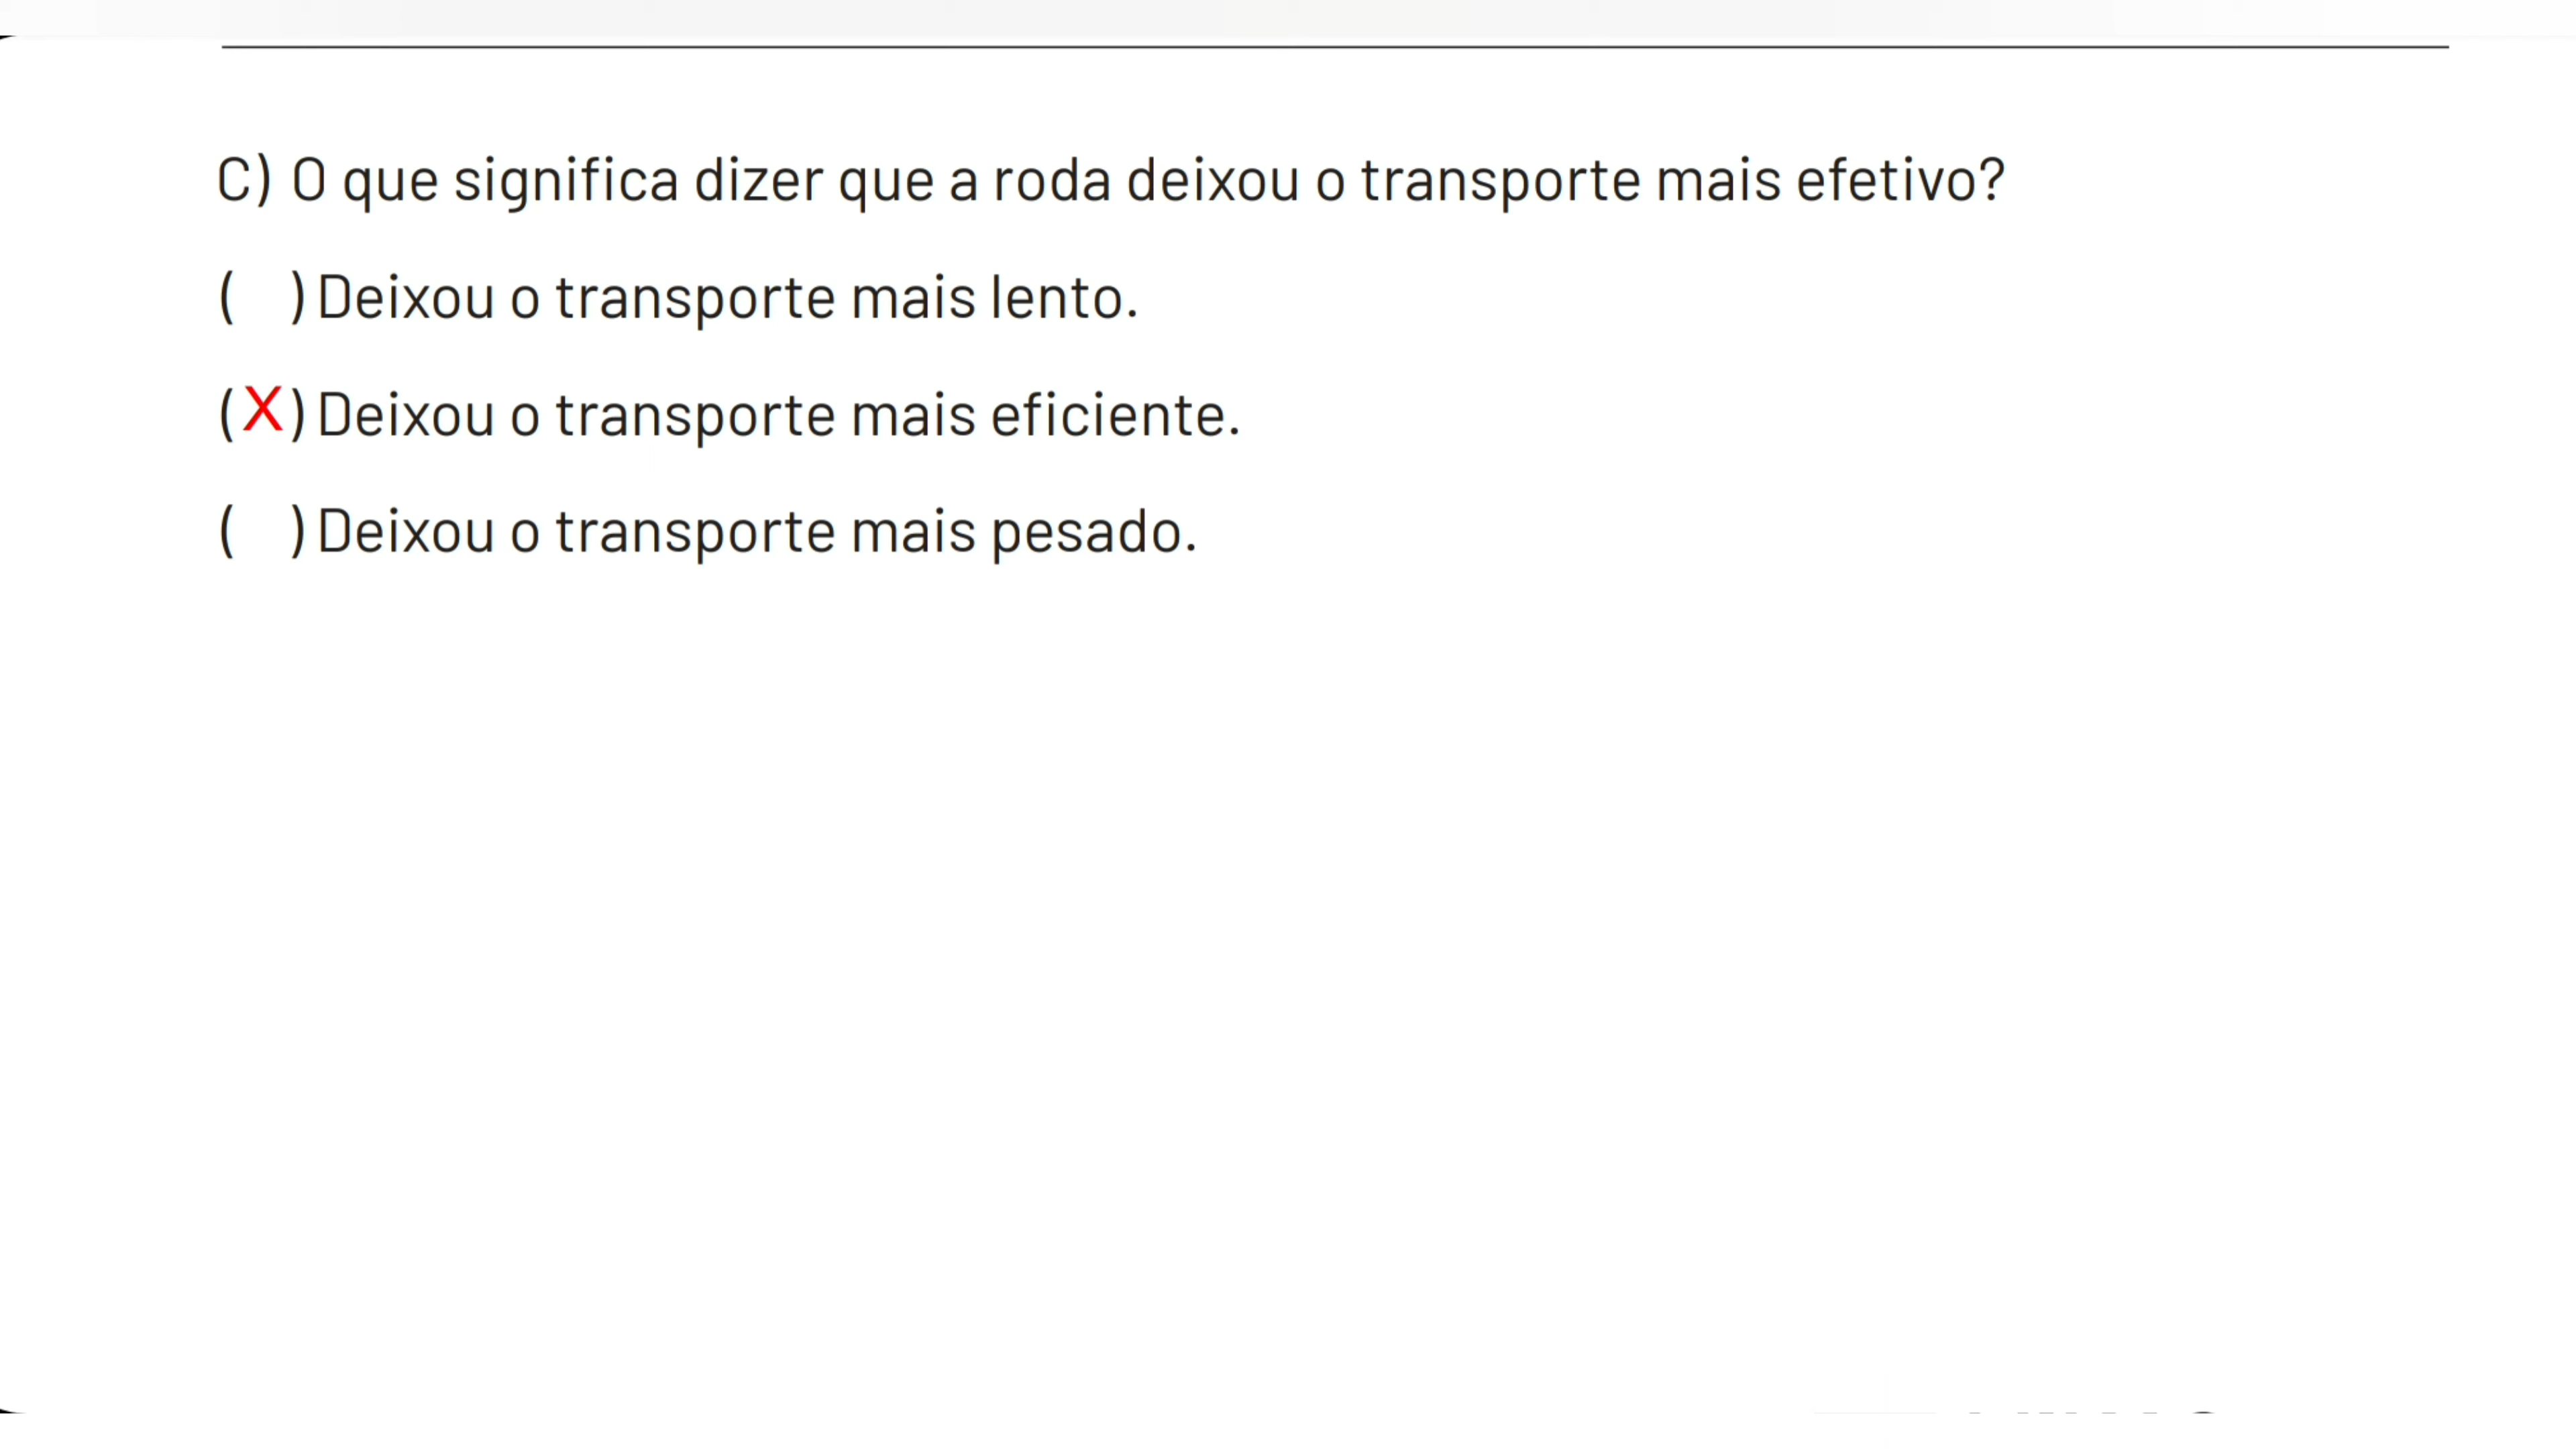 C) O que significa dizer que a roda deixou o transporte mais efetivo?
( ) Deixou o transporte mais lento.
(X) Deixou o transporte mais eficiente.
( ) Deixou o transporte mais pesado.